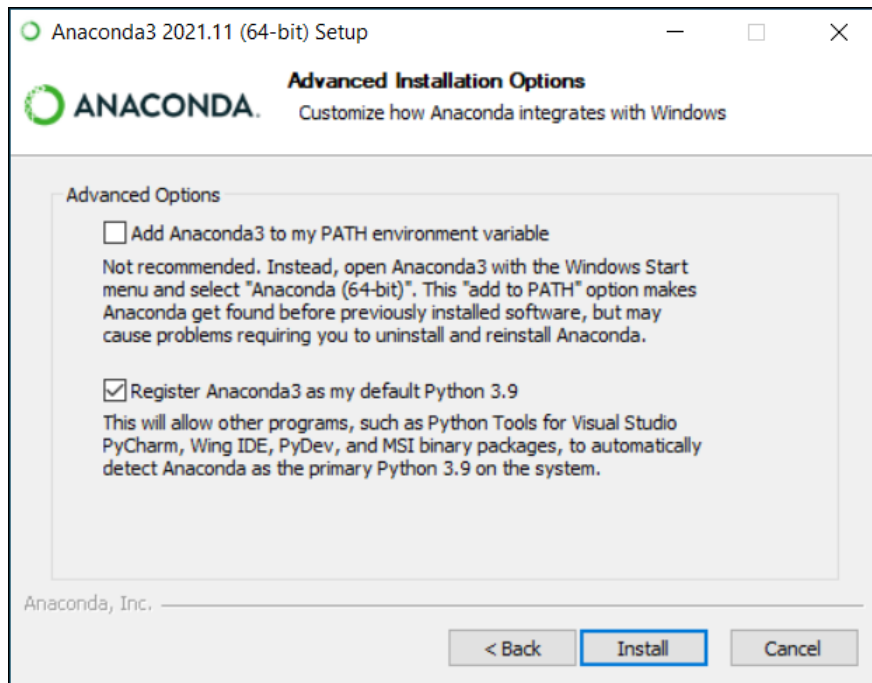 Anaconda3 2021.11 (64-bit) Setup
ANACONDA.
Advanced Installation Options
Customize how Anaconda integrates with Windows
Advanced Options
Add Anaconda3 to my PATH environment variable
Not recommended. Instead, open Anaconda3 with the Windows Start
menu and select "Anaconda (64-bit)". This "add to PATH" option makes
Anaconda get found before previously installed software, but may
cause problems requiring you to uninstall and reinstall Anaconda.
Register Anaconda3 as my default Python 3.9
This will allow other programs, such as Python Tools for Visual Studio
PyCharm, Wing IDE, PyDev, and MSI binary packages, to automatically
detect Anaconda as the primary Python 3.9 on the system.
Anaconda, Inc.
< Back
Install
Cancel